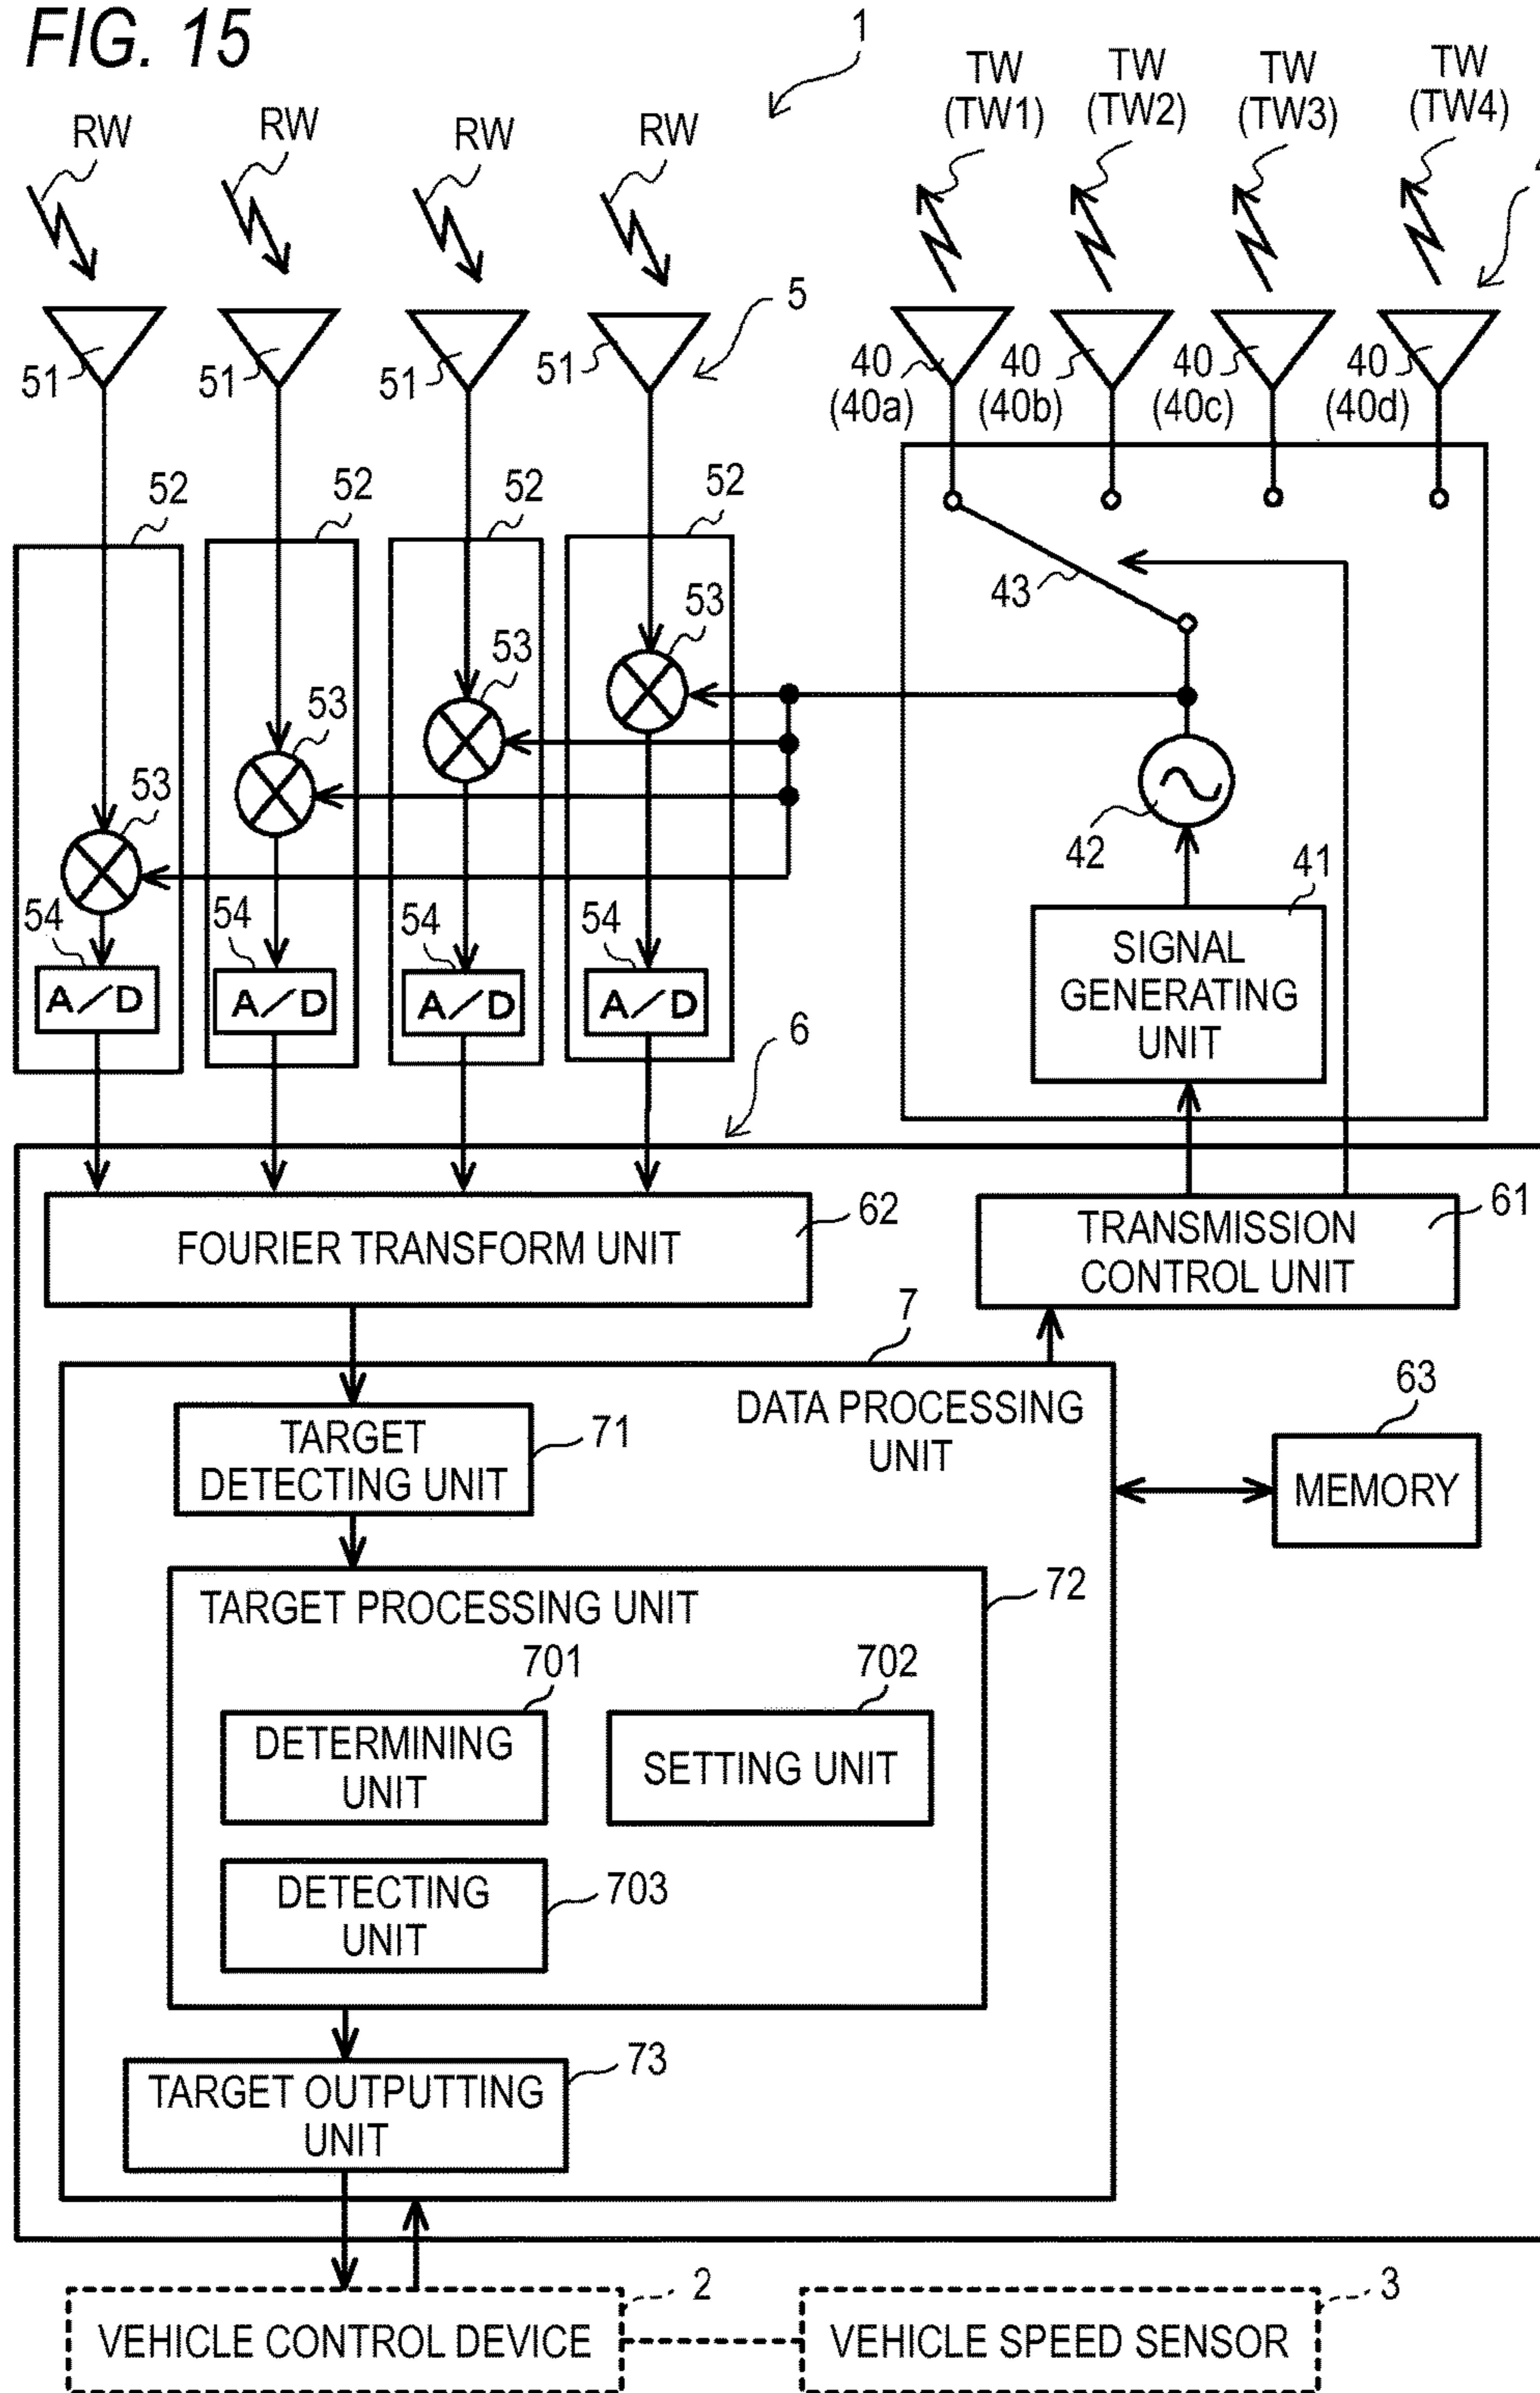 FIG. 15
1
RW
RW
RW
RW
TW
(TW1)
TW
(TW2)
TW
(TW3)
TW
(TW4)
5
51
51
51
51
40
(40a)
40
(40b)
40
(40c)
40
(40d)
52
52
52
52
43
53
53
53
53
42
41
SIGNAL
GENERATING
UNIT
54
54
54
54
A/D
A/D
A/D
A/D
6
FOURIER TRANSFORM UNIT
62
TRANSMISSION
CONTROL UNIT
61
7
DATA PROCESSING
UNIT
63
MEMORY
TARGET
DETECTING UNIT
71
TARGET PROCESSING UNIT
72
701
DETERMINING
UNIT
702
SETTING UNIT
DETECTING
UNIT
703
TARGET OUTPUTTING
UNIT
73
VEHICLE CONTROL DEVICE
2
VEHICLE SPEED SENSOR
3